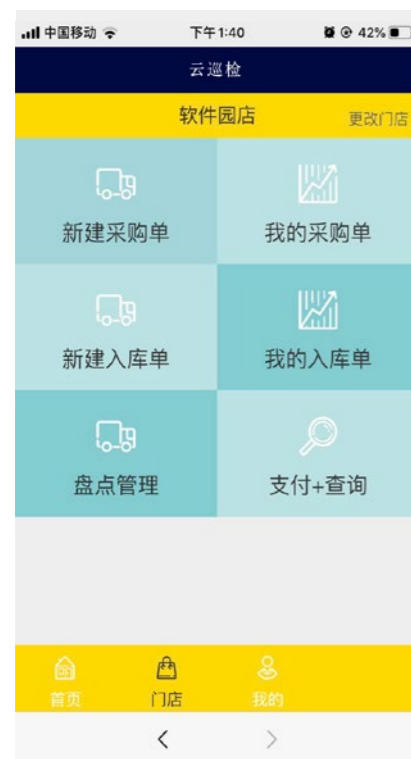 中国移动 下午1:40 42%
云巡检
软件园店 更改门店
新建采购单 我的采购单
新建入库单 我的入库单
盘点管理 支付+查询
首页 门店 我的